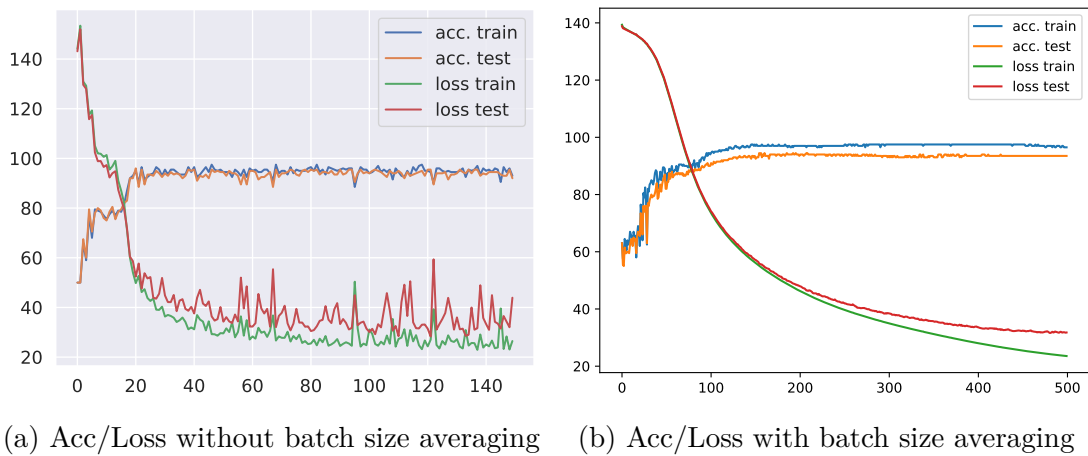 acc. train
acc. test
loss train
loss test
140
120
100
80
60
40
20
0 20 40 60 80 100 120 140
(a) Acc/Loss without batch size averaging
acc. train
acc. test
loss train
loss test
140
120
100
80
60
40
20
0 100 200 300 400 500
(b) Acc/Loss with batch size averaging